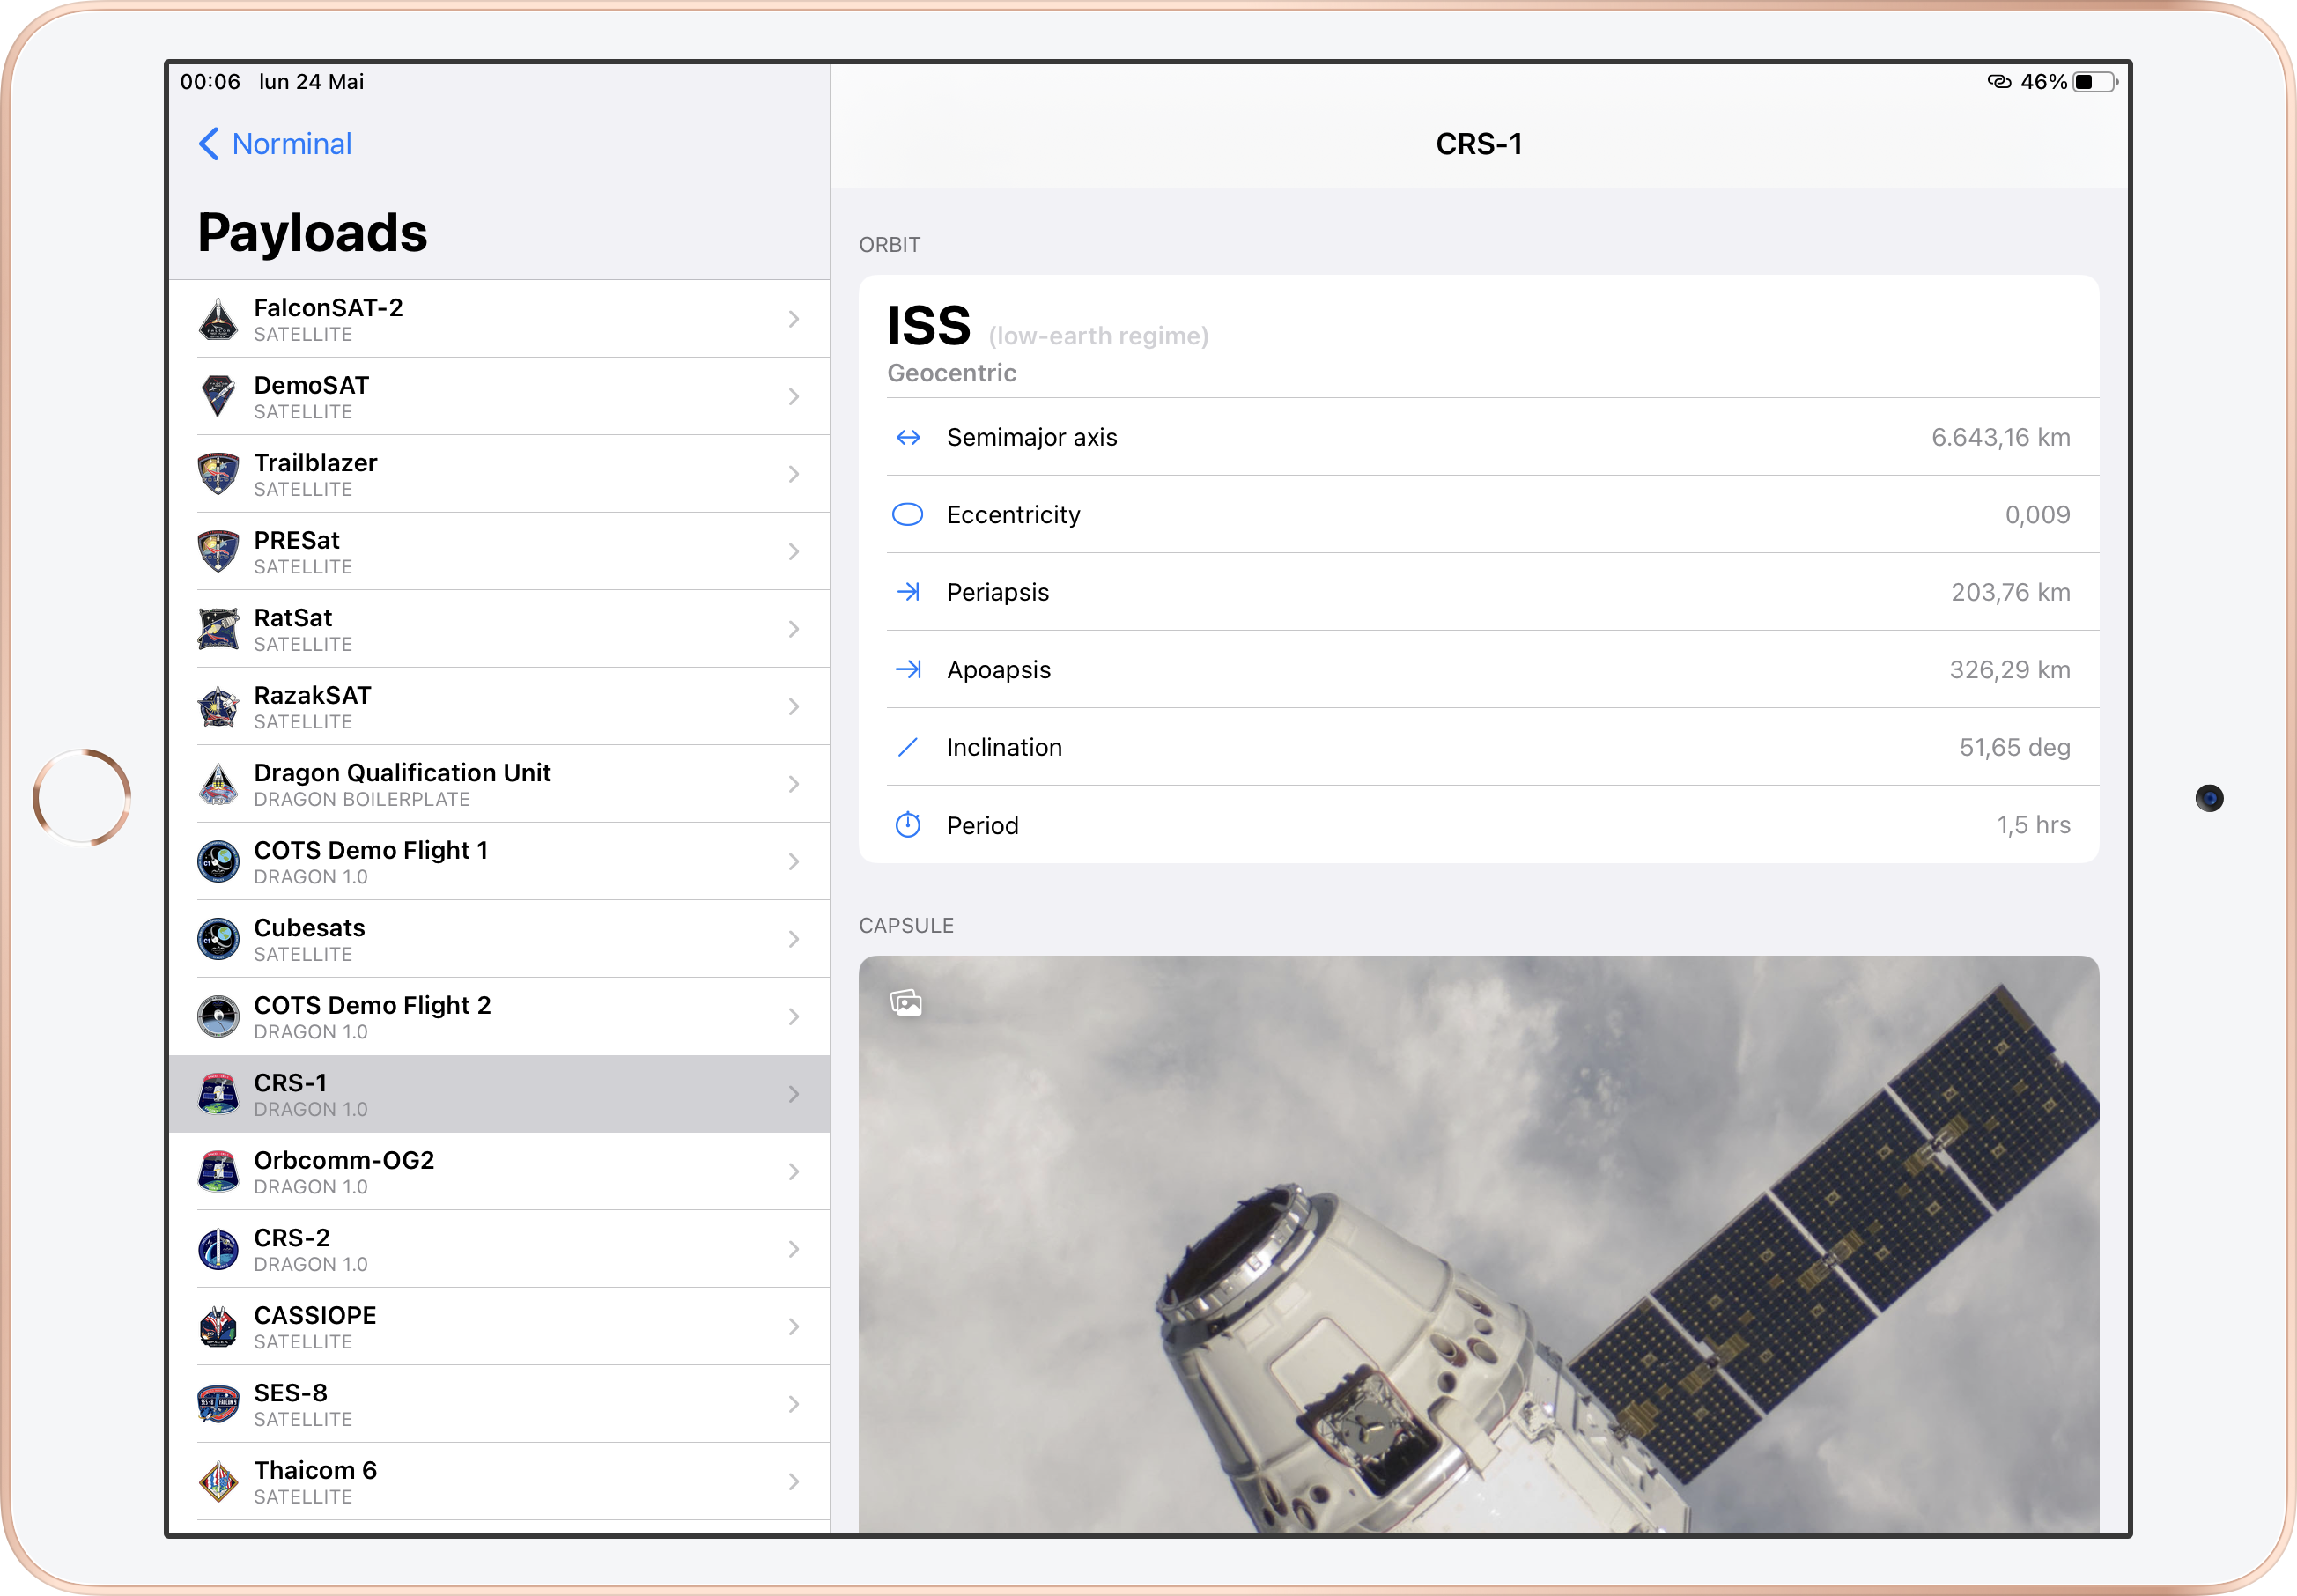 00:06 lun 24 Mai
46%
Norminal
Payloads
FalconSAT-2
SATELLITE
DemoSAT
SATELLITE
Trailblazer
SATELLITE
PRESat
SATELLITE
RatSat
SATELLITE
RazakSAT
SATELLITE
Dragon Qualification Unit
DRAGON BOILERPLATE
COTS Demo Flight 1
DRAGON 1.0
Cubesats
SATELLITE
COTS Demo Flight 2
DRAGON 1.0
CRS-1
DRAGON 1.0
Orbcomm-OG2
DRAGON 1.0
CRS-2
DRAGON 1.0
CASSIOPE
SATELLITE
SES-8
SATELLITE
Thaicom 6
SATELLITE
CRS-1
ORBIT
ISS (low-earth regime)
Geocentric
Semimajor axis 6.643,16 km
Eccentricity 0,009
Periapsis 203,76 km
Apoapsis 326,29 km
Inclination 51,65 deg
Period 1,5 hrs
CAPSULE